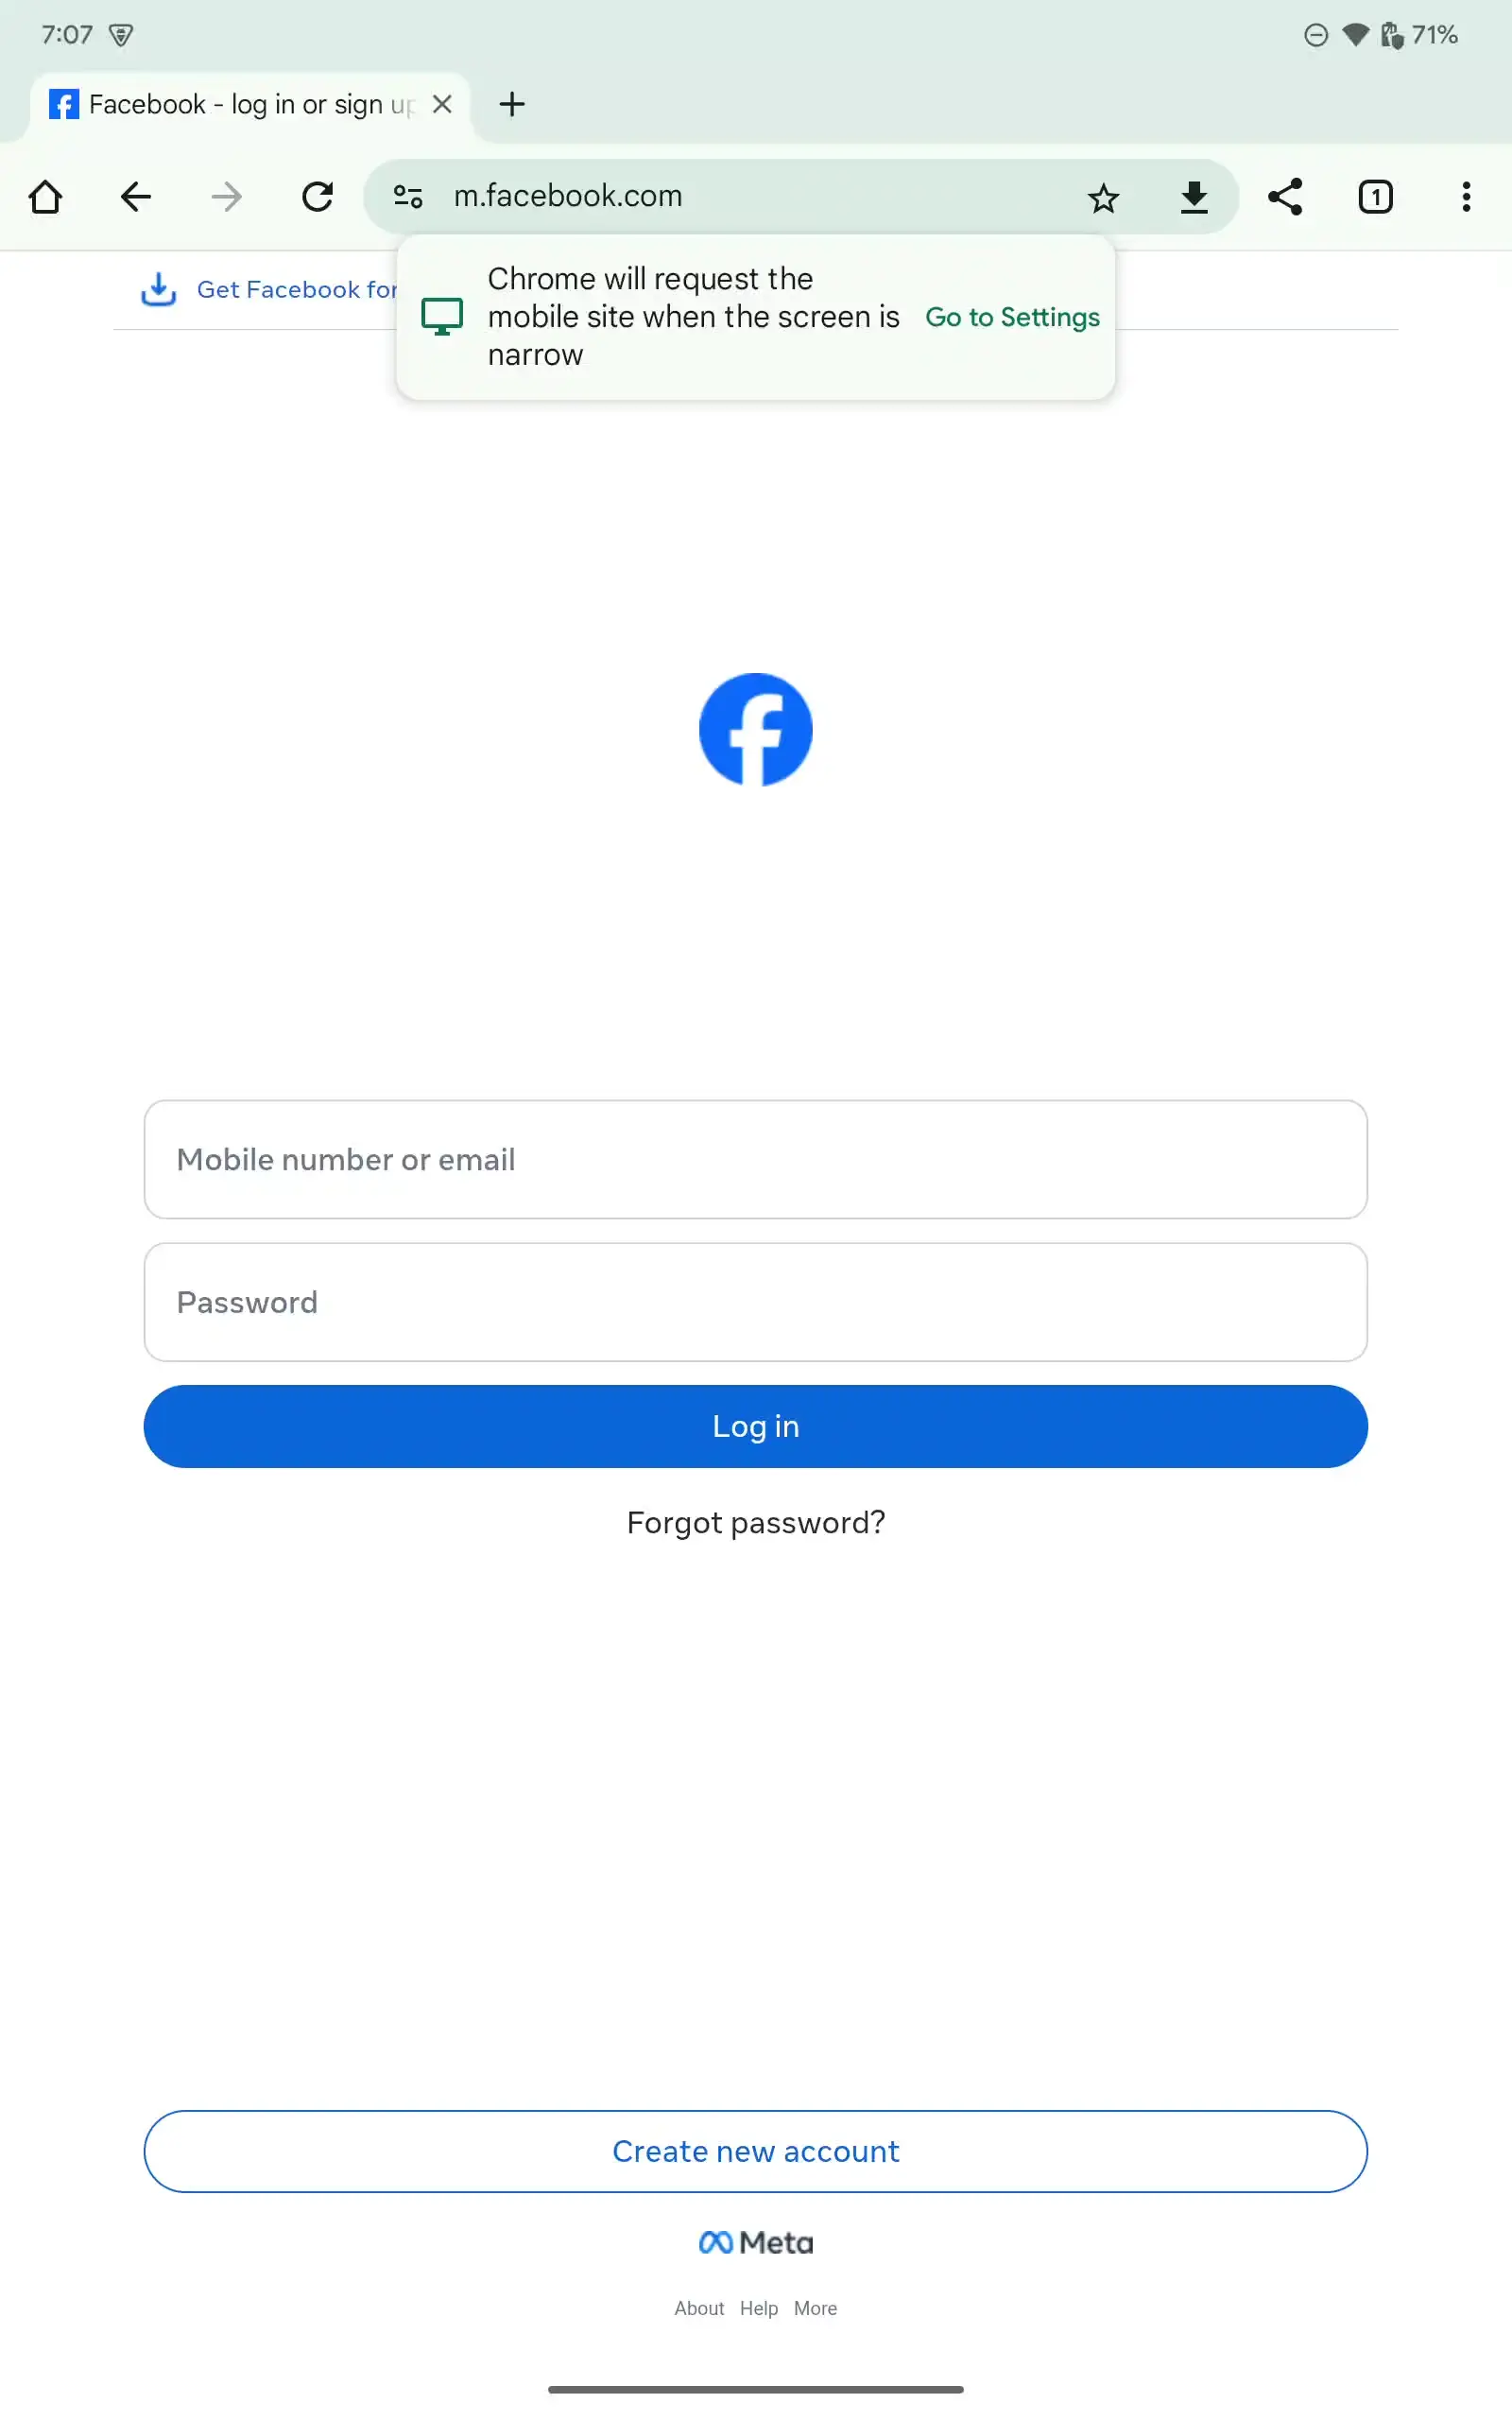 7:07
71%
Facebook - log in or sign up
m.facebook.com
1
Get Facebook for
Chrome will request the
mobile site when the screen is
narrow
Go to Settings
Mobile number or email
Password
Log in
Forgot password?
Create new account
Meta
About Help More